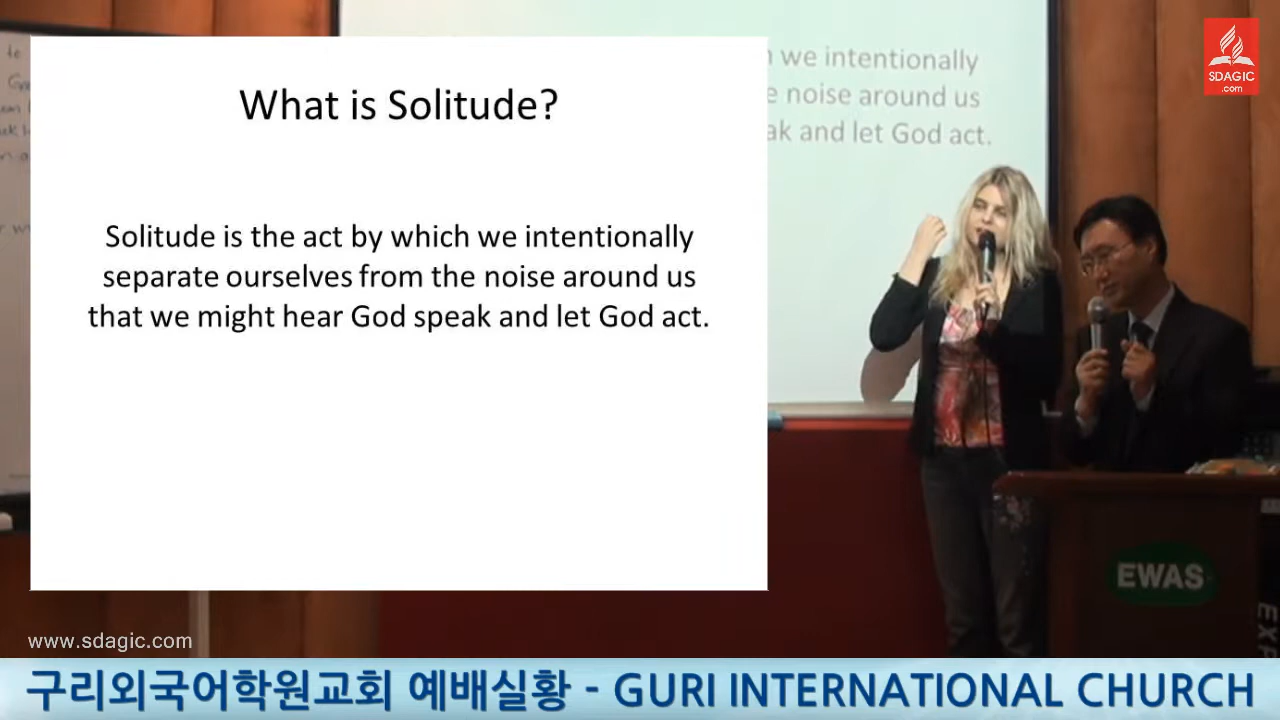 What is Solitude?
Solitude is the act by which we intentionally
separate ourselves from the noise around us
that we might hear God speak and let God act.
we intentionally
noise around us
and let God act.
SDAGIC
.com
EWAS
www.sdagic.com
구리외국어학원교회 예배실황 - GURI INTERNATIONAL CHURCH